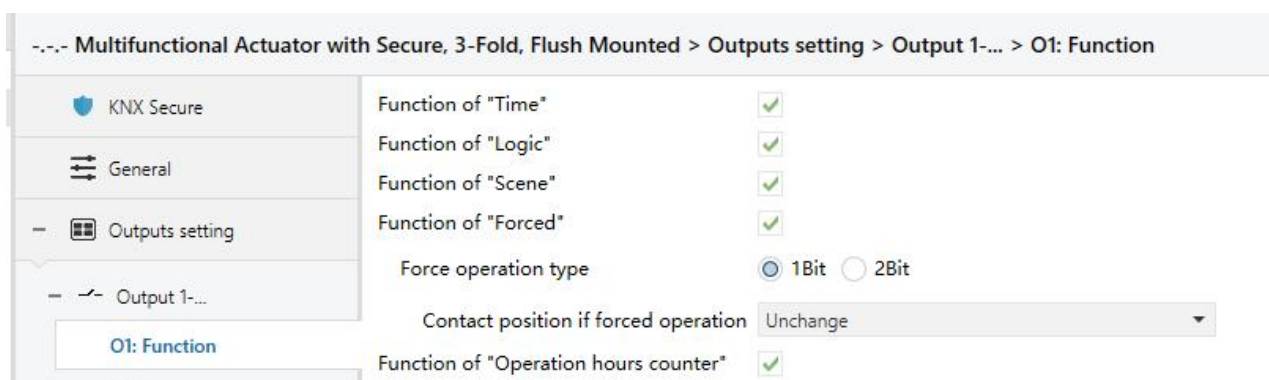 -.-.- Multifunctional Actuator with Secure, 3-Fold, Flush Mounted > Outputs setting > Output 1-... > O1: Function
KNX Secure
General
Outputs setting
Output 1-...
O1: Function
Function of "Time"
Function of "Logic"
Function of "Scene"
Function of "Forced"
Force operation type 1Bit 2Bit
Contact position if forced operation Unchange
Function of "Operation hours counter"